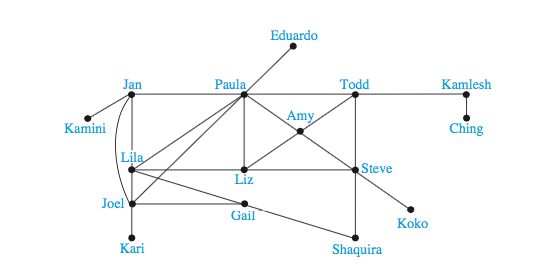 Eduardo
Jan
Paula
Todd
Kamlesh
Kamini
Amy
Ching
Lila
Liz
Steve
Joel
Gail
Koko
Kari
Shaquira